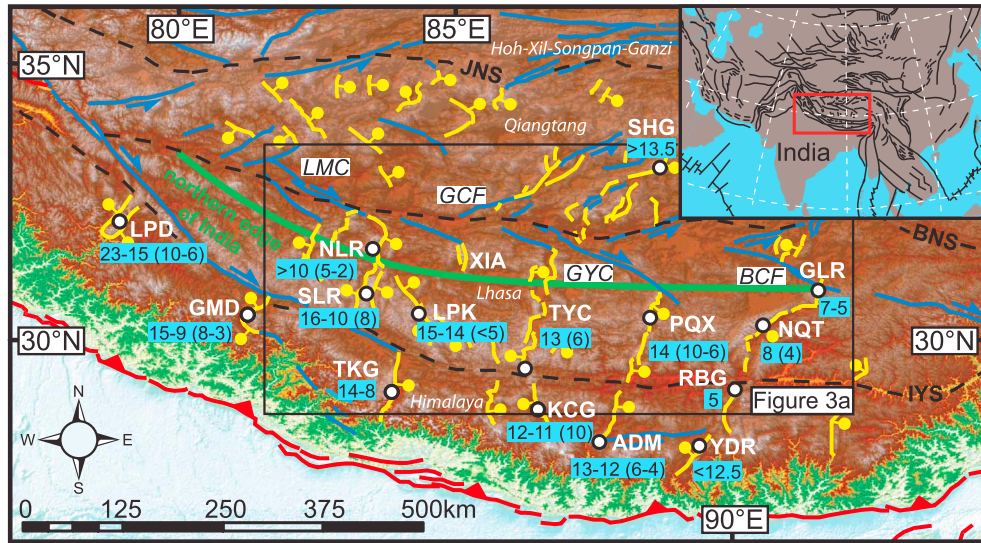 80°E
85°E
35°N
Hoh-Xil-Songpan-Ganzi
JNS
Qiangtang
SHG
>13.5
India
LMC
GCF
northern edge
of India
LPD
23-15 (10-6)
NLR
>10 (5-2)
XIA
GYC
BCF
BNS
GLR
7-5
Lhasa
SLR
16-10 (8)
GMD
15-9 (8-3)
LPK
15-14 (<5)
TYC
13 (6)
PQX
14 (10-6)
NQT
8 (4)
30°N
30°N
TKG
14-8
RBG
5
IYS
Himalaya
Figure 3a
KCG
12-11 (10)
ADM
13-12 (6-4)
YDR
<12.5
N
W
E
S
0
125
250
375
500km
90°E